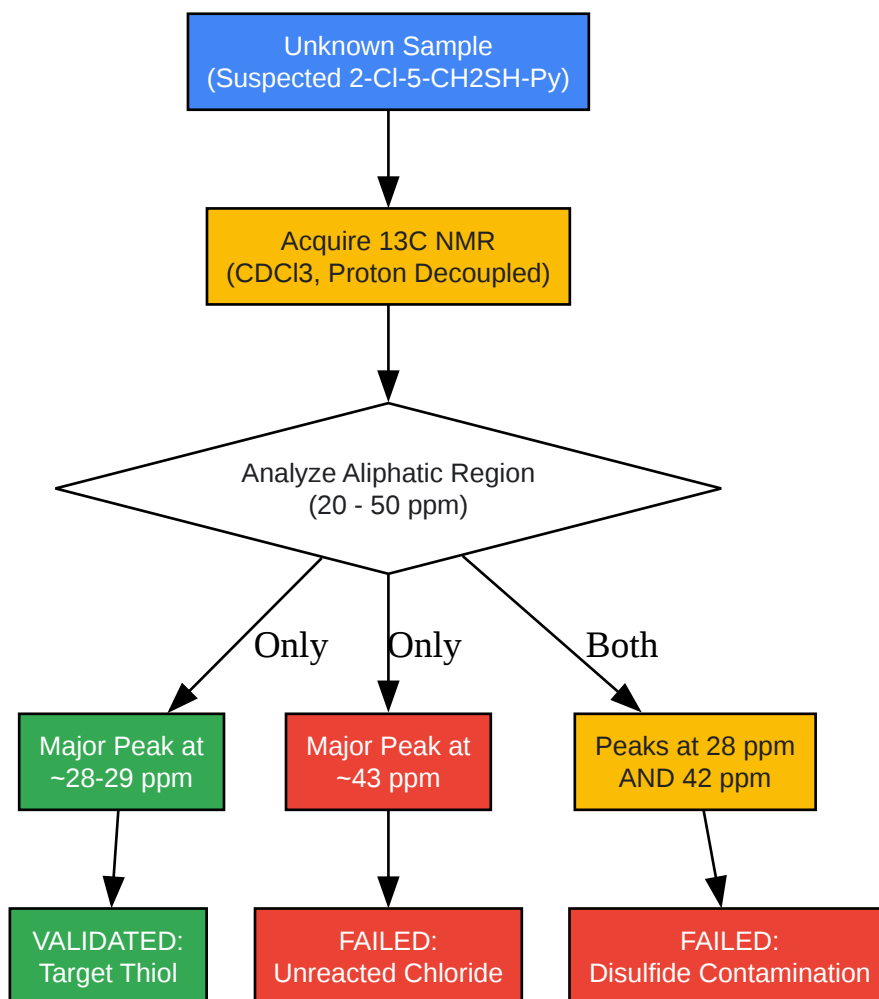 Unknown Sample
(Suspected 2-Cl-5-CH2SH-Py)
Acquire 13C NMR
(CDCl3, Proton Decoupled)
Analyze Aliphatic Region
(20 - 50 ppm)
Only
Only
Both
Major Peak at
~28-29 ppm
Major Peak at
~43 ppm
Peaks at 28 ppm
AND 42 ppm
VALIDATED:
Target Thiol
FAILED:
Unreacted Chloride
FAILED:
Disulfide Contamination